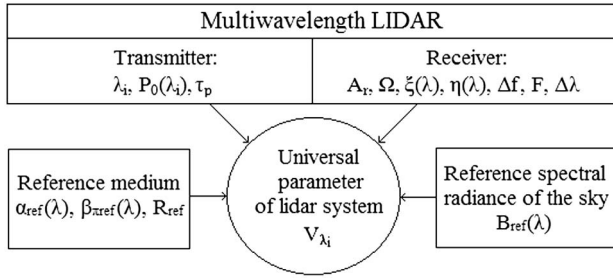 Multiwavelength LIDAR
Transmitter:
λi, P0(λi), τp
Receiver:
Ar, Ω, ξ(λ), η(λ), Δf, F, Δλ
Reference medium
αref(λ), βπref(λ), Rref
Universal
parameter
of lidar system
Vλi
Reference spectral
radiance of the sky
Bref(λ)